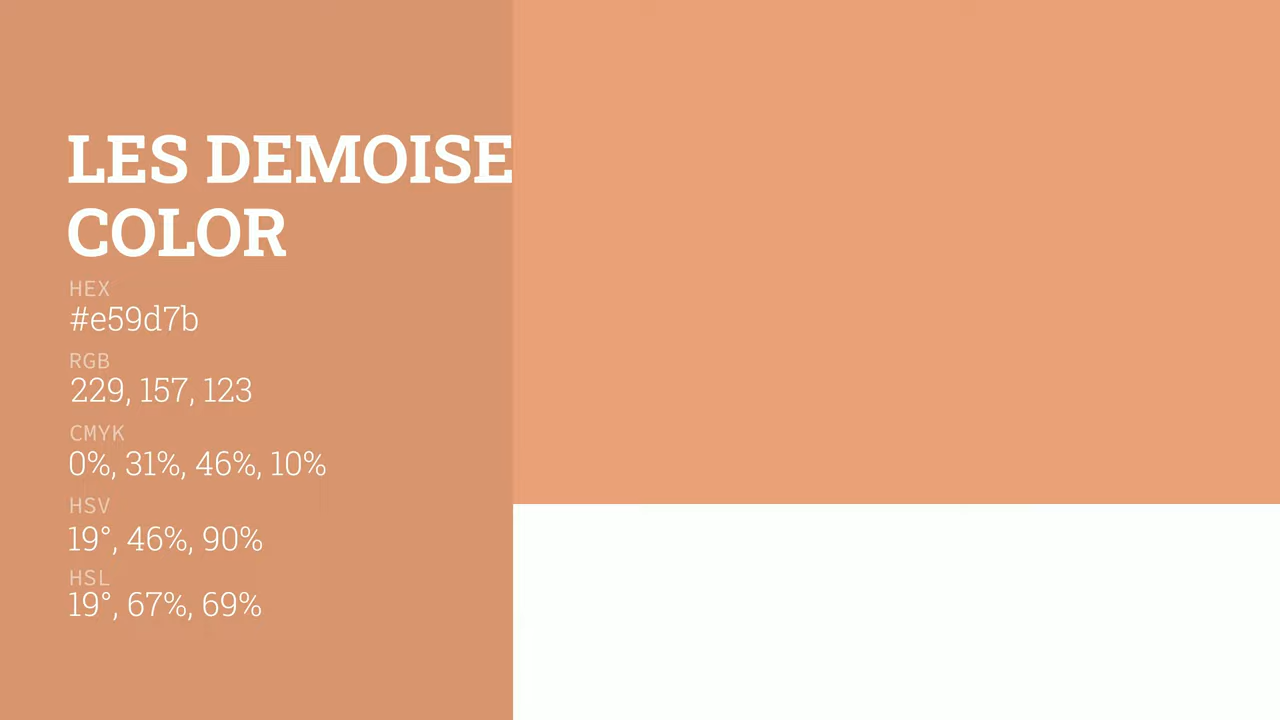 LES DEMOISE
COLOR
HEX
#e59d7b
RGB
229, 157, 123
CMYK
0%, 31%, 46%, 10%
HSV
19°, 46%, 90%
HSL
19°, 67%, 69%